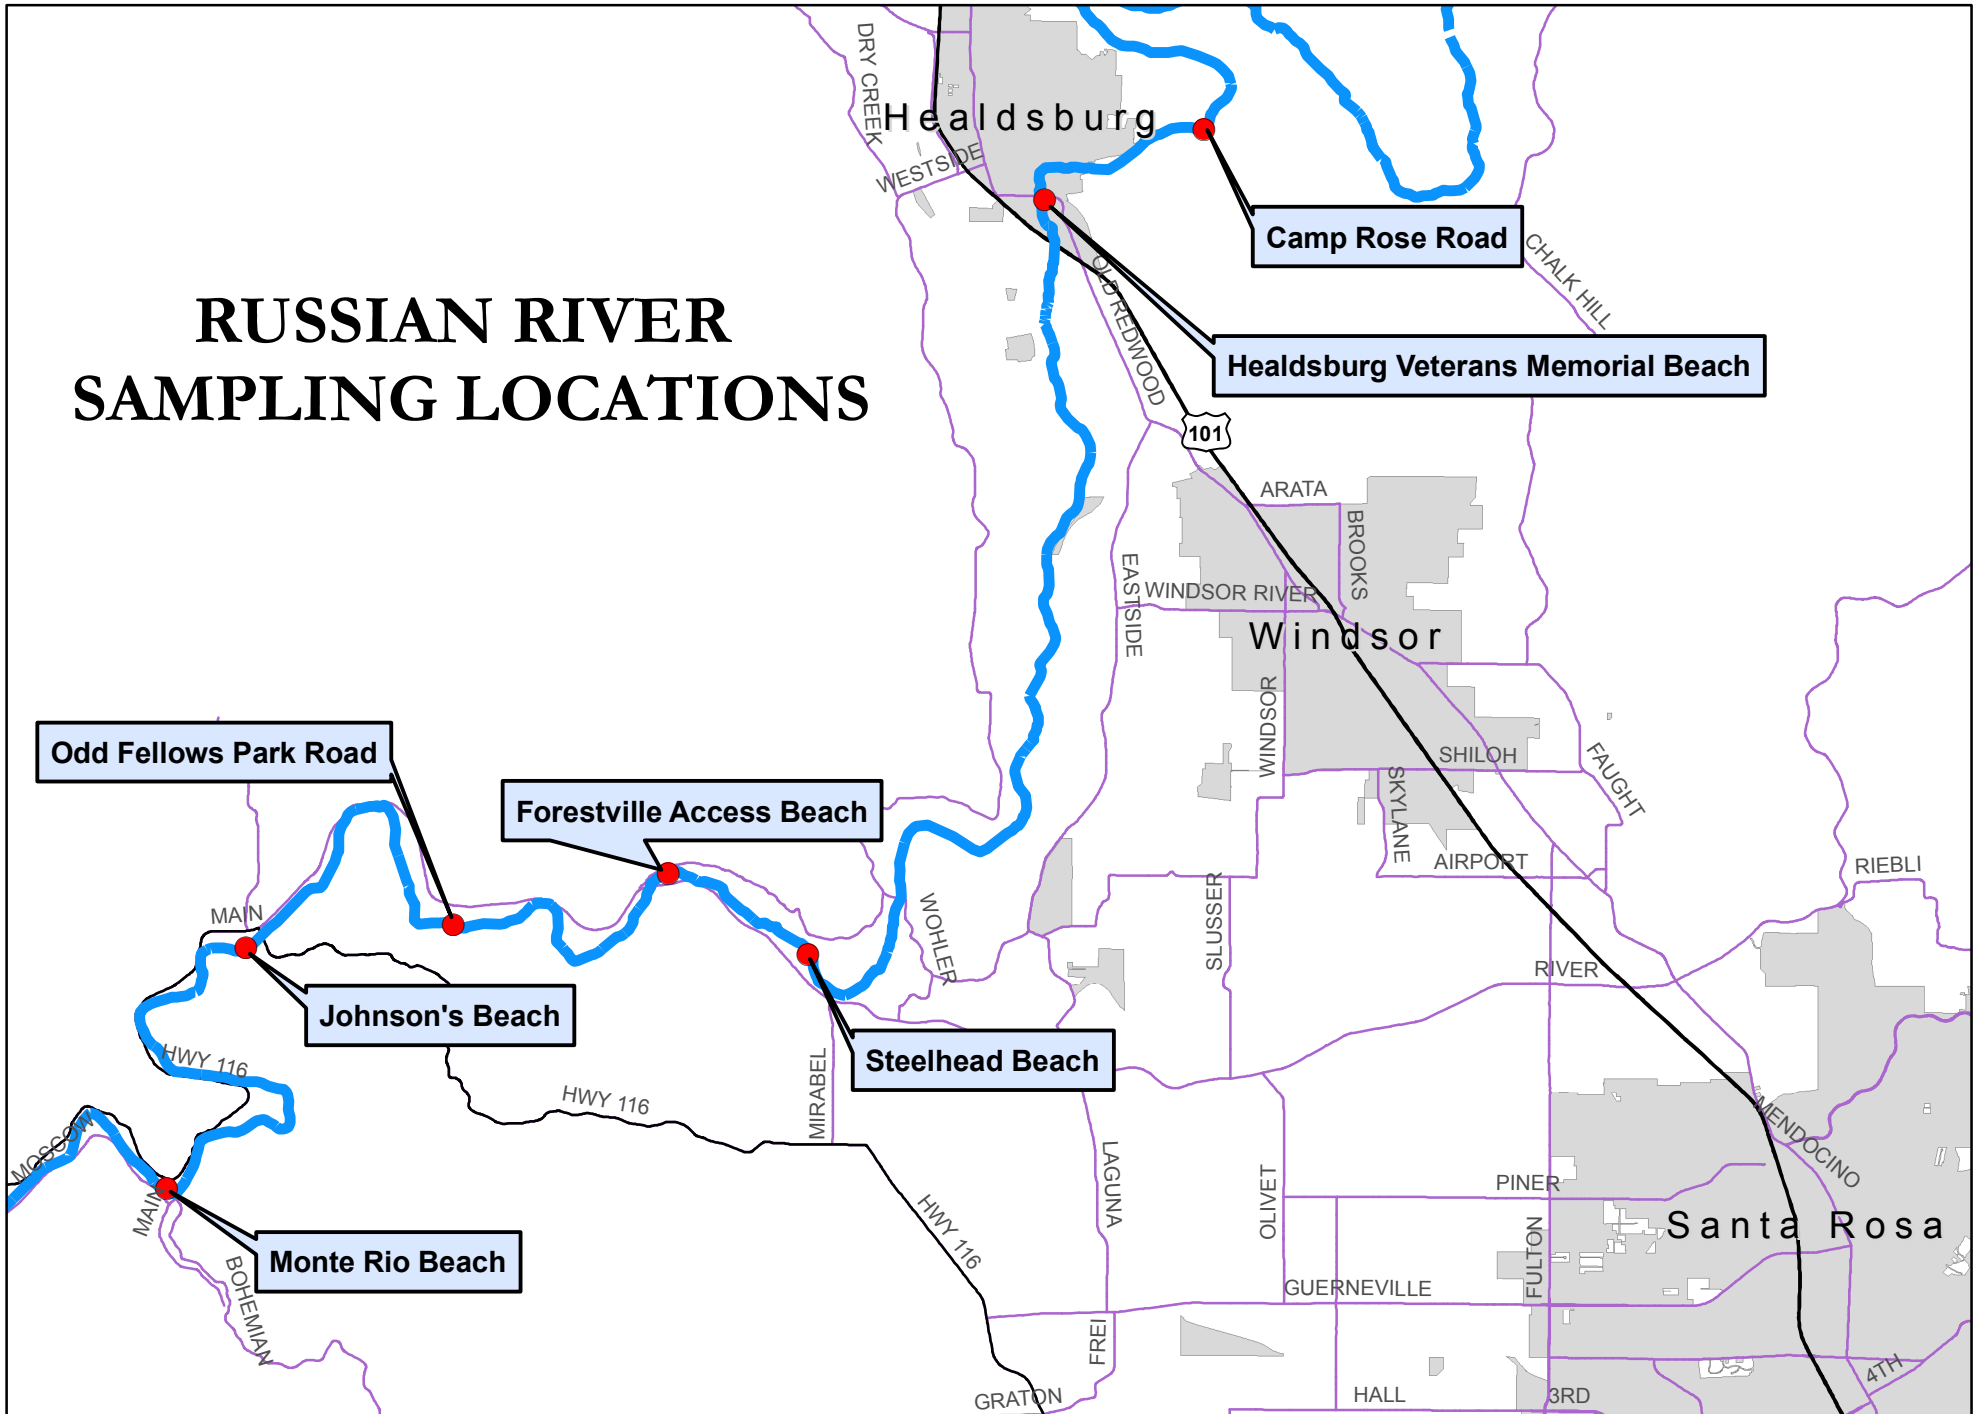 DRY CREEK
Healdsburg
WESTSIDE
Camp Rose Road
CHALK HILL
OLD REDWOOD
RUSSIAN RIVER
SAMPLING LOCATIONS
Healdsburg Veterans Memorial Beach
101
ARATA
BROOKS
EASTSIDE
WINDSOR RIVER
Windsor
WINDSOR
SHILOH
SKYLANE
FAUGHT
Odd Fellows Park Road
Forestville Access Beach
AIRPORT
RIEBLI
MAIN
WOHLER
SLUSSER
RIVER
Johnson's Beach
Steelhead Beach
HWY 116
HWY 116
MIRABEL
MOSCOW
MENDOCINO
LAGUNA
OLIVET
PINER
MAIN
HWY 116
Santa Rosa
Monte Rio Beach
BOHEMIAN
FULTON
GUERNEVILLE
FREI
GRATON
HALL
3RD
4TH